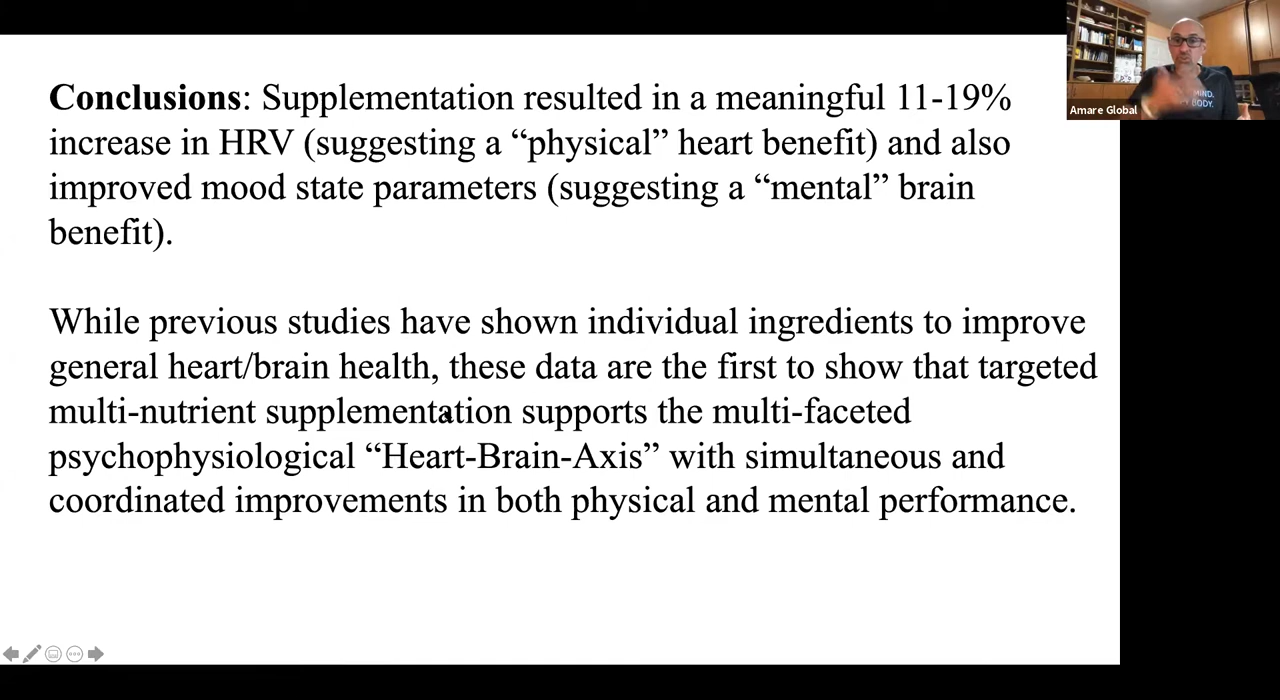 Conclusions: Supplementation resulted in a meaningful 11-19%
increase in HRV (suggesting a “physical” heart benefit) and also
improved mood state parameters (suggesting a “mental” brain
benefit).
While previous studies have shown individual ingredients to improve
general heart/brain health, these data are the first to show that targeted
multi-nutrient supplementation supports the multi-faceted
psychophysiological “Heart-Brain-Axis” with simultaneous and
coordinated improvements in both physical and mental performance.
Amare Global
MIND.
BODY.